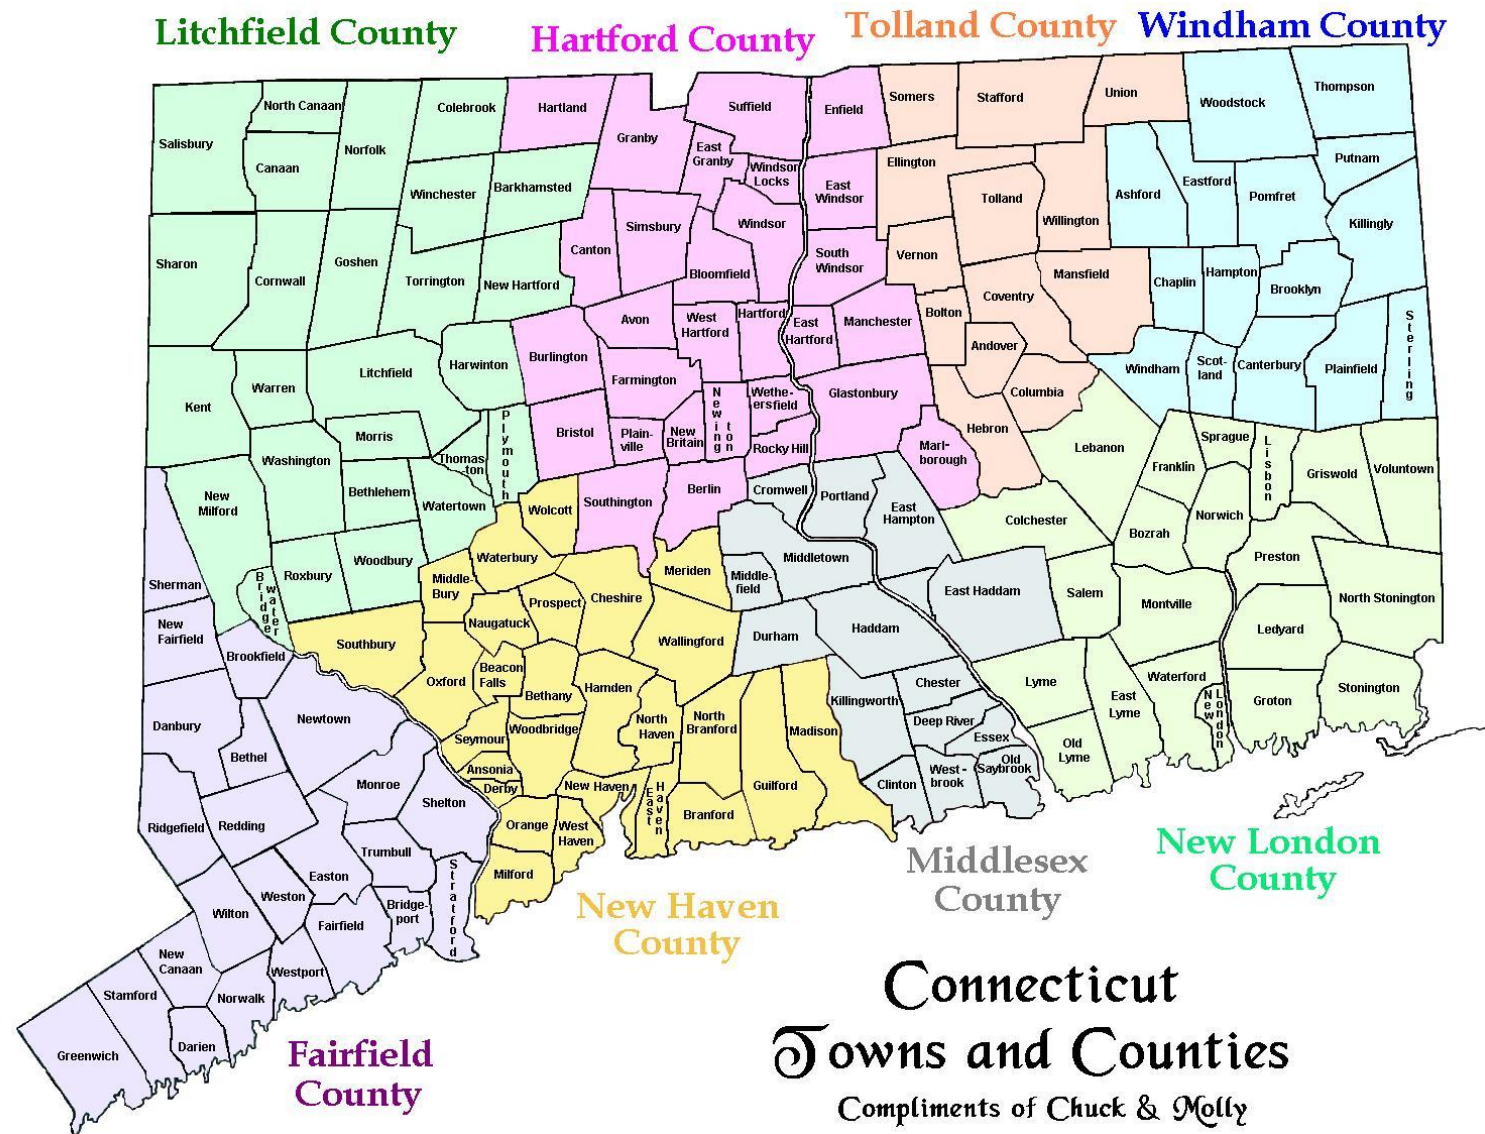 Litchfield County
Hartford County
Tolland County
Windham County
Salisbury
North Canaan
Canaan
Norfolk
Colebrook
Winchester
Barkhamsted
Sharon
Cornwall
Goshen
Torrington
New Hartford
Kent
Warren
Litchfield
Harwinton
Morris
Washington
Bethlehem
Thomas
-ton
Plymouth
Watertown
New
Milford
Roxbury
Woodbury
Bridge
water
Hartland
Granby
Suffield
Enfield
East
Granby
Windsor
Locks
East
Windsor
Simsbury
Windsor
Canton
Bloomfield
South
Windsor
Avon
West
Hartford
Hartford
East
Hartford
Manchester
Burlington
Farmington
Newing
ton
Wethe-
ersfield
Glastonbury
Bristol
Plain-
ville
New
Britain
Rocky Hill
Marl-
borough
Southington
Berlin
Somers
Stafford
Union
Ellington
Tolland
Willington
Vernon
Mansfield
Coventry
Bolton
Andover
Columbia
Hebron
Woodstock
Thompson
Putnam
Ashford
Eastford
Pomfret
Killingly
Chaplin
Hampton
Brooklyn
Windham
Scot-
land
Canterbury
Plainfield
Sterling
Lebanon
Sprague
Franklin
Lisbon
Griswold
Voluntown
Colchester
Bozrah
Norwich
Preston
Salem
Montville
Ledyard
North Stonington
Lyme
East
Lyme
Waterford
New
London
Groton
Stonington
Old
Lyme
Cromwell
Portland
East
Hampton
Middletown
Middle-
field
East Haddam
Durham
Haddam
Killingworth
Chester
Deep River
Essex
Clinton
West-
brook
Old
Saybrook
Wolcott
Waterbury
Middle-
Bury
Meriden
Prospect
Cheshire
Naugatuck
Southbury
Wallingford
Oxford
Beacon
Falls
Bethany
Hamden
Seymour
Woodbridge
North
Haven
North
Branford
Madison
Ansonia
Derby
New Haven
East
Haven
Guilford
Branford
Orange
West
Haven
Milford
Sherman
New
Fairfield
Brookfield
Danbury
Newtown
Bethel
Monroe
Shelton
Ridgefield
Redding
Trumbull
Easton
Stratford
Weston
Bridge-
port
Wilton
Fairfield
New
Canaan
Westport
Stamford
Norwalk
Darien
Greenwich
Middlesex
County
New London
County
New Haven
County
Fairfield
County
Connecticut
Towns and Counties
Compliments of Chuck & Molly